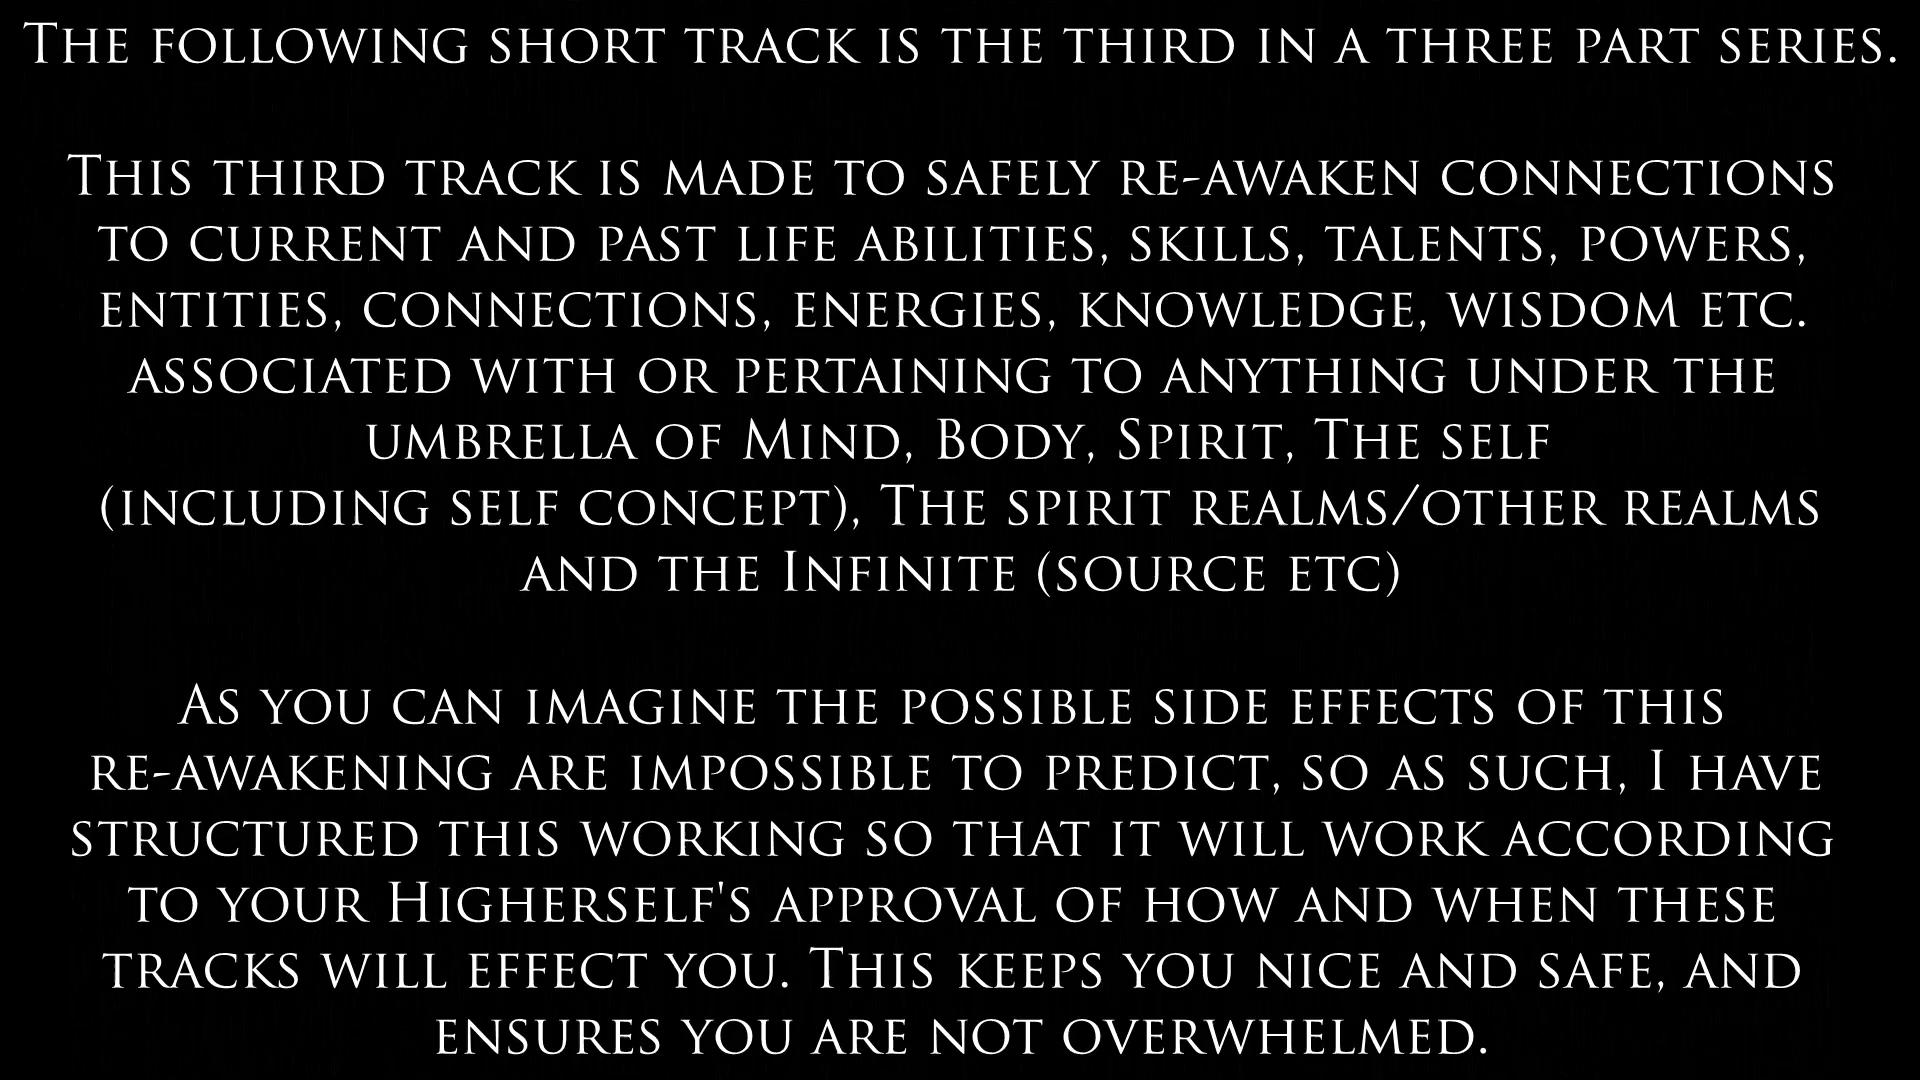 The following short track is the third in a three part series.
This third track is made to safely re-awaken connections
to current and past life abilities, skills, talents, powers,
entities, connections, energies, knowledge, wisdom etc.
associated with or pertaining to anything under the
umbrella of Mind, Body, Spirit, The self
(including self concept), The spirit realms/other realms
and the Infinite (source etc)
As you can imagine the possible side effects of this
re-awakening are impossible to predict, so as such, I have
structured this working so that it will work according
to your Higherself's approval of how and when these
tracks will effect you. This keeps you nice and safe, and
ensures you are not overwhelmed.